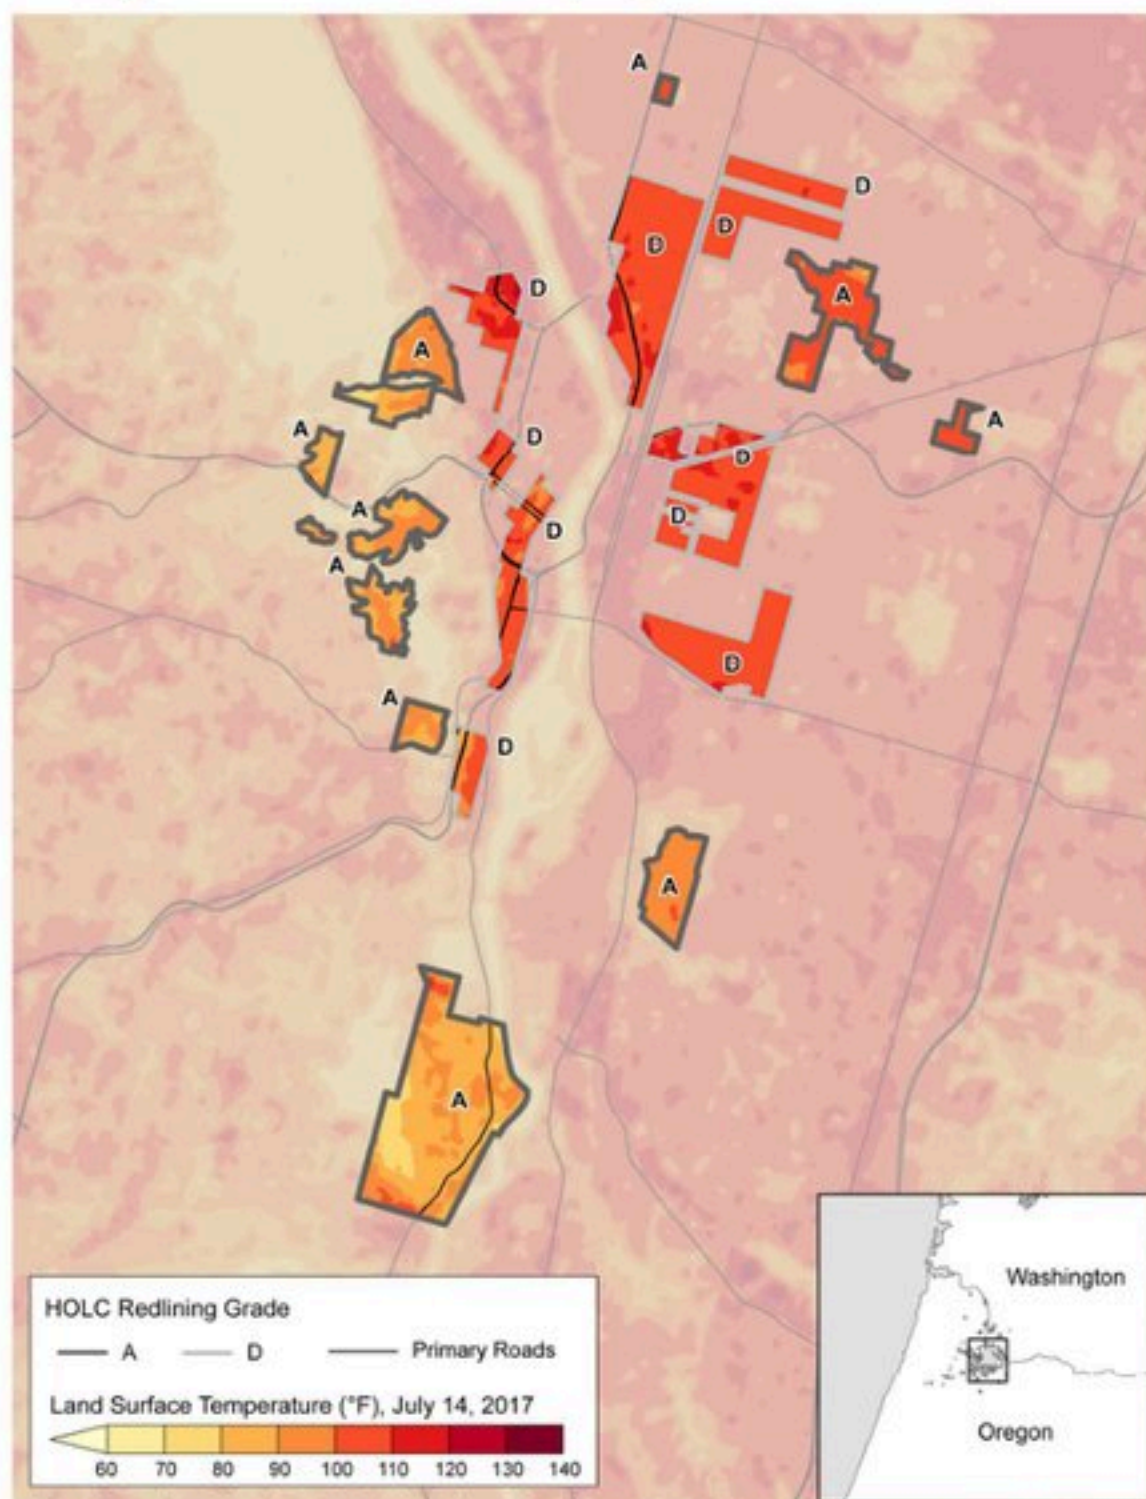 A
D
D
D
A
D
A
A
A
D
D
A
D
D
A
D
A
D
A
A
HOLC Redlining Grade
A D Primary Roads
Land Surface Temperature (°F), July 14, 2017
60 70 80 90 100 110 120 130 140
Washington
Oregon